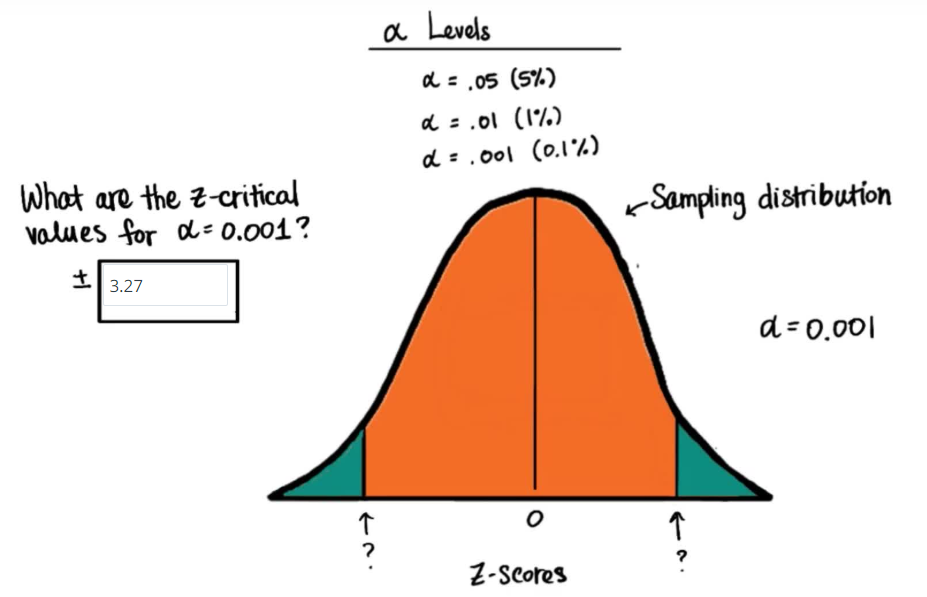 α Levels
α = .05 (5%)
α = .01 (1%)
α = .001 (0.1%)
What are the z-critical
values for α = 0.001?
± 3.27
Sampling distribution
α = 0.001
? 0 ?
Z-scores